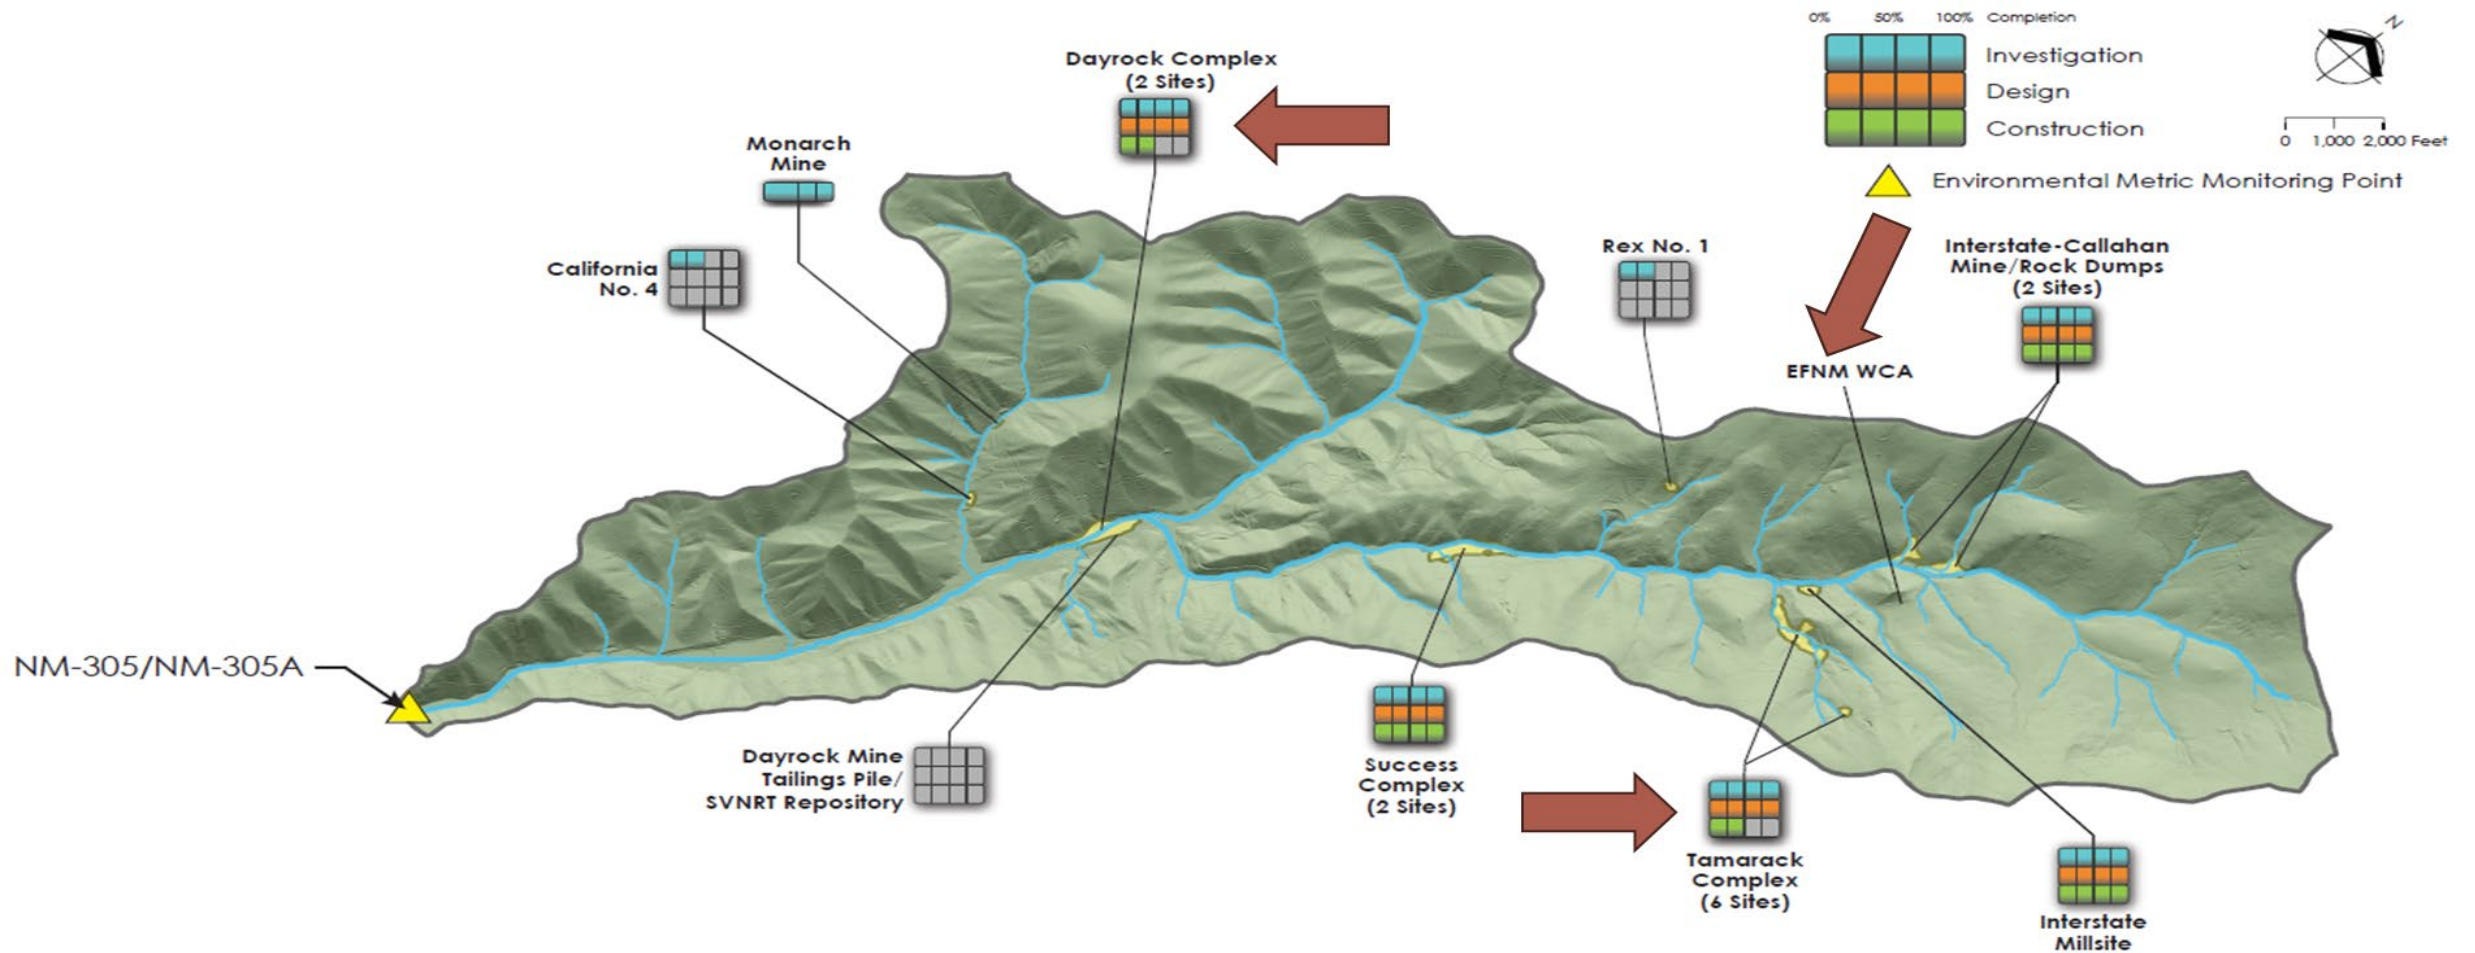 0% 50% 100% Completion
Investigation
Design
Construction
N
0 1,000 2,000 Feet
Environmental Metric Monitoring Point
Dayrock Complex
(2 Sites)
Monarch
Mine
California
No. 4
Rex No. 1
Interstate-Callahan
Mine/Rock Dumps
(2 Sites)
EFNM WCA
NM-305/NM-305A
Dayrock Mine
Tailings Pile/
SVNRT Repository
Success
Complex
(2 Sites)
Tamarack
Complex
(6 Sites)
Interstate
Millsite